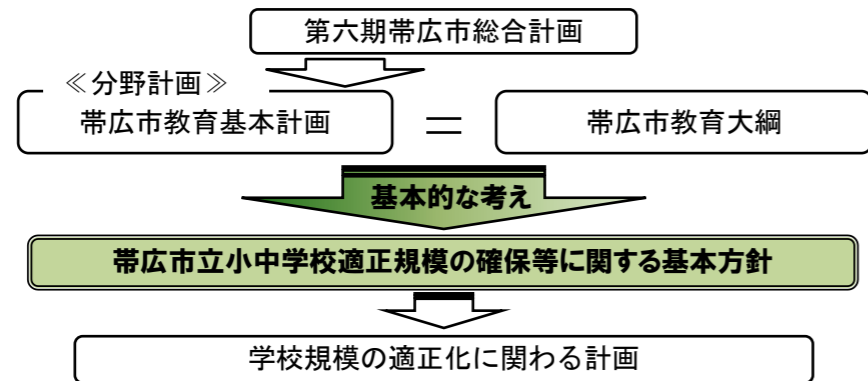 第六期帯広市総合計画
≪分野計画≫
帯広市教育基本計画 ＝ 帯広市教育大綱
基本的な考え
帯広市立小中学校適正規模の確保等に関する基本方針
学校規模の適正化に関わる計画